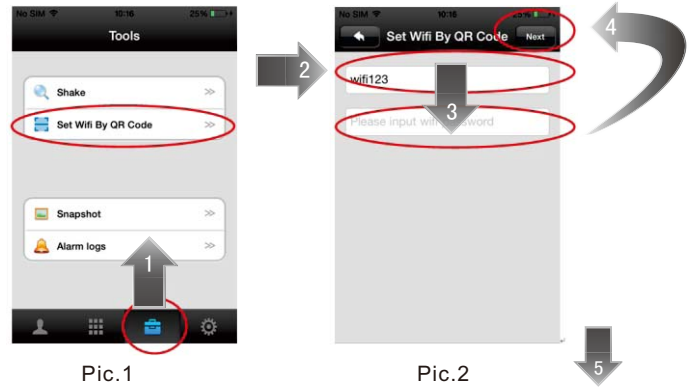 No SIM 10:16 25%
Tools
Shake >>
Set Wifi By QR Code >>
Snapshot >>
Alarm logs >>
1
Pic.1
2
No SIM 10:16 25%
Set Wifi By QR Code Next
wifi123
Please input wifi password
3
4
Pic.2
5